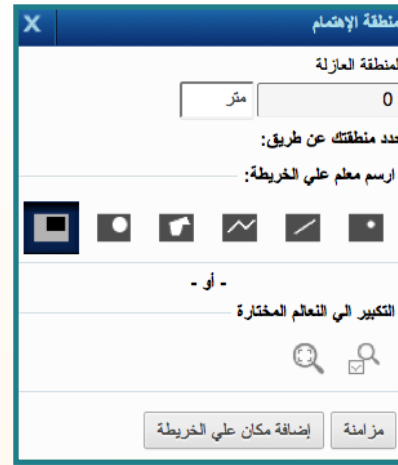 منطقة الإهتمام X
المنطقة العازلة
0 متر
حدد منطقتك عن طريق:
ارسم معلم علي الخريطة:
- أو -
التكبير الي النعالم المختارة
مزامنة إضافة مكان علي الخريطة